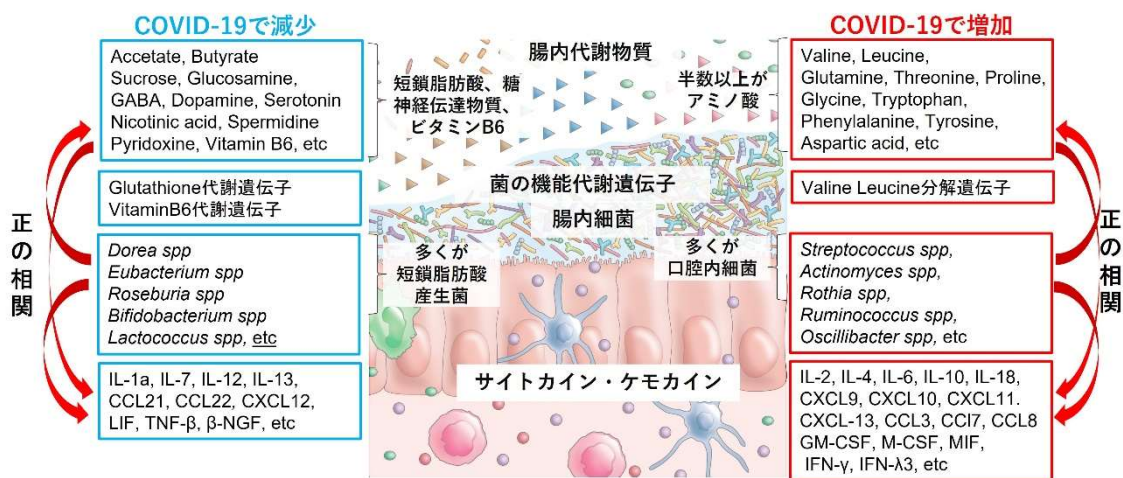 COVID-19で減少
Accetate, Butyrate
Sucrose, Glucosamine,
GABA, Dopamine, Serotonin
Nicotinic acid, Spermidine
Pyridoxine, Vitamin B6, etc
Glutathione代謝遺伝子
VitaminB6代謝遺伝子
Dorea spp
Eubacterium spp
Roseburia spp
Bifidobacterium spp
Lactococcus spp, etc
IL-1a, IL-7, IL-12, IL-13,
CCL21, CCL22, CXCL12,
LIF, TNF-β, β-NGF, etc
正の相関
腸内代謝物質
短鎖脂肪酸、糖
神経伝達物質、
ビタミンB6
半数以上が
アミノ酸
菌の機能代謝遺伝子
腸内細菌
多くが
短鎖脂肪酸
産生菌
多くが
口腔内細菌
サイトカイン・ケモカイン
COVID-19で増加
Valine, Leucine,
Glutamine, Threonine, Proline,
Glycine, Tryptophan,
Phenylalanine, Tyrosine,
Aspartic acid, etc
Valine Leucine分解遺伝子
Streptococcus spp,
Actinomyces spp,
Rothia spp,
Ruminococcus spp,
Oscillibacter spp, etc
IL-2, IL-4, IL-6, IL-10, IL-18,
CXCL9, CXCL10, CXCL11.
CXCL-13, CCL3, CCl7, CCL8
GM-CSF, M-CSF, MIF,
IFN-γ, IFN-λ3, etc
正の相関